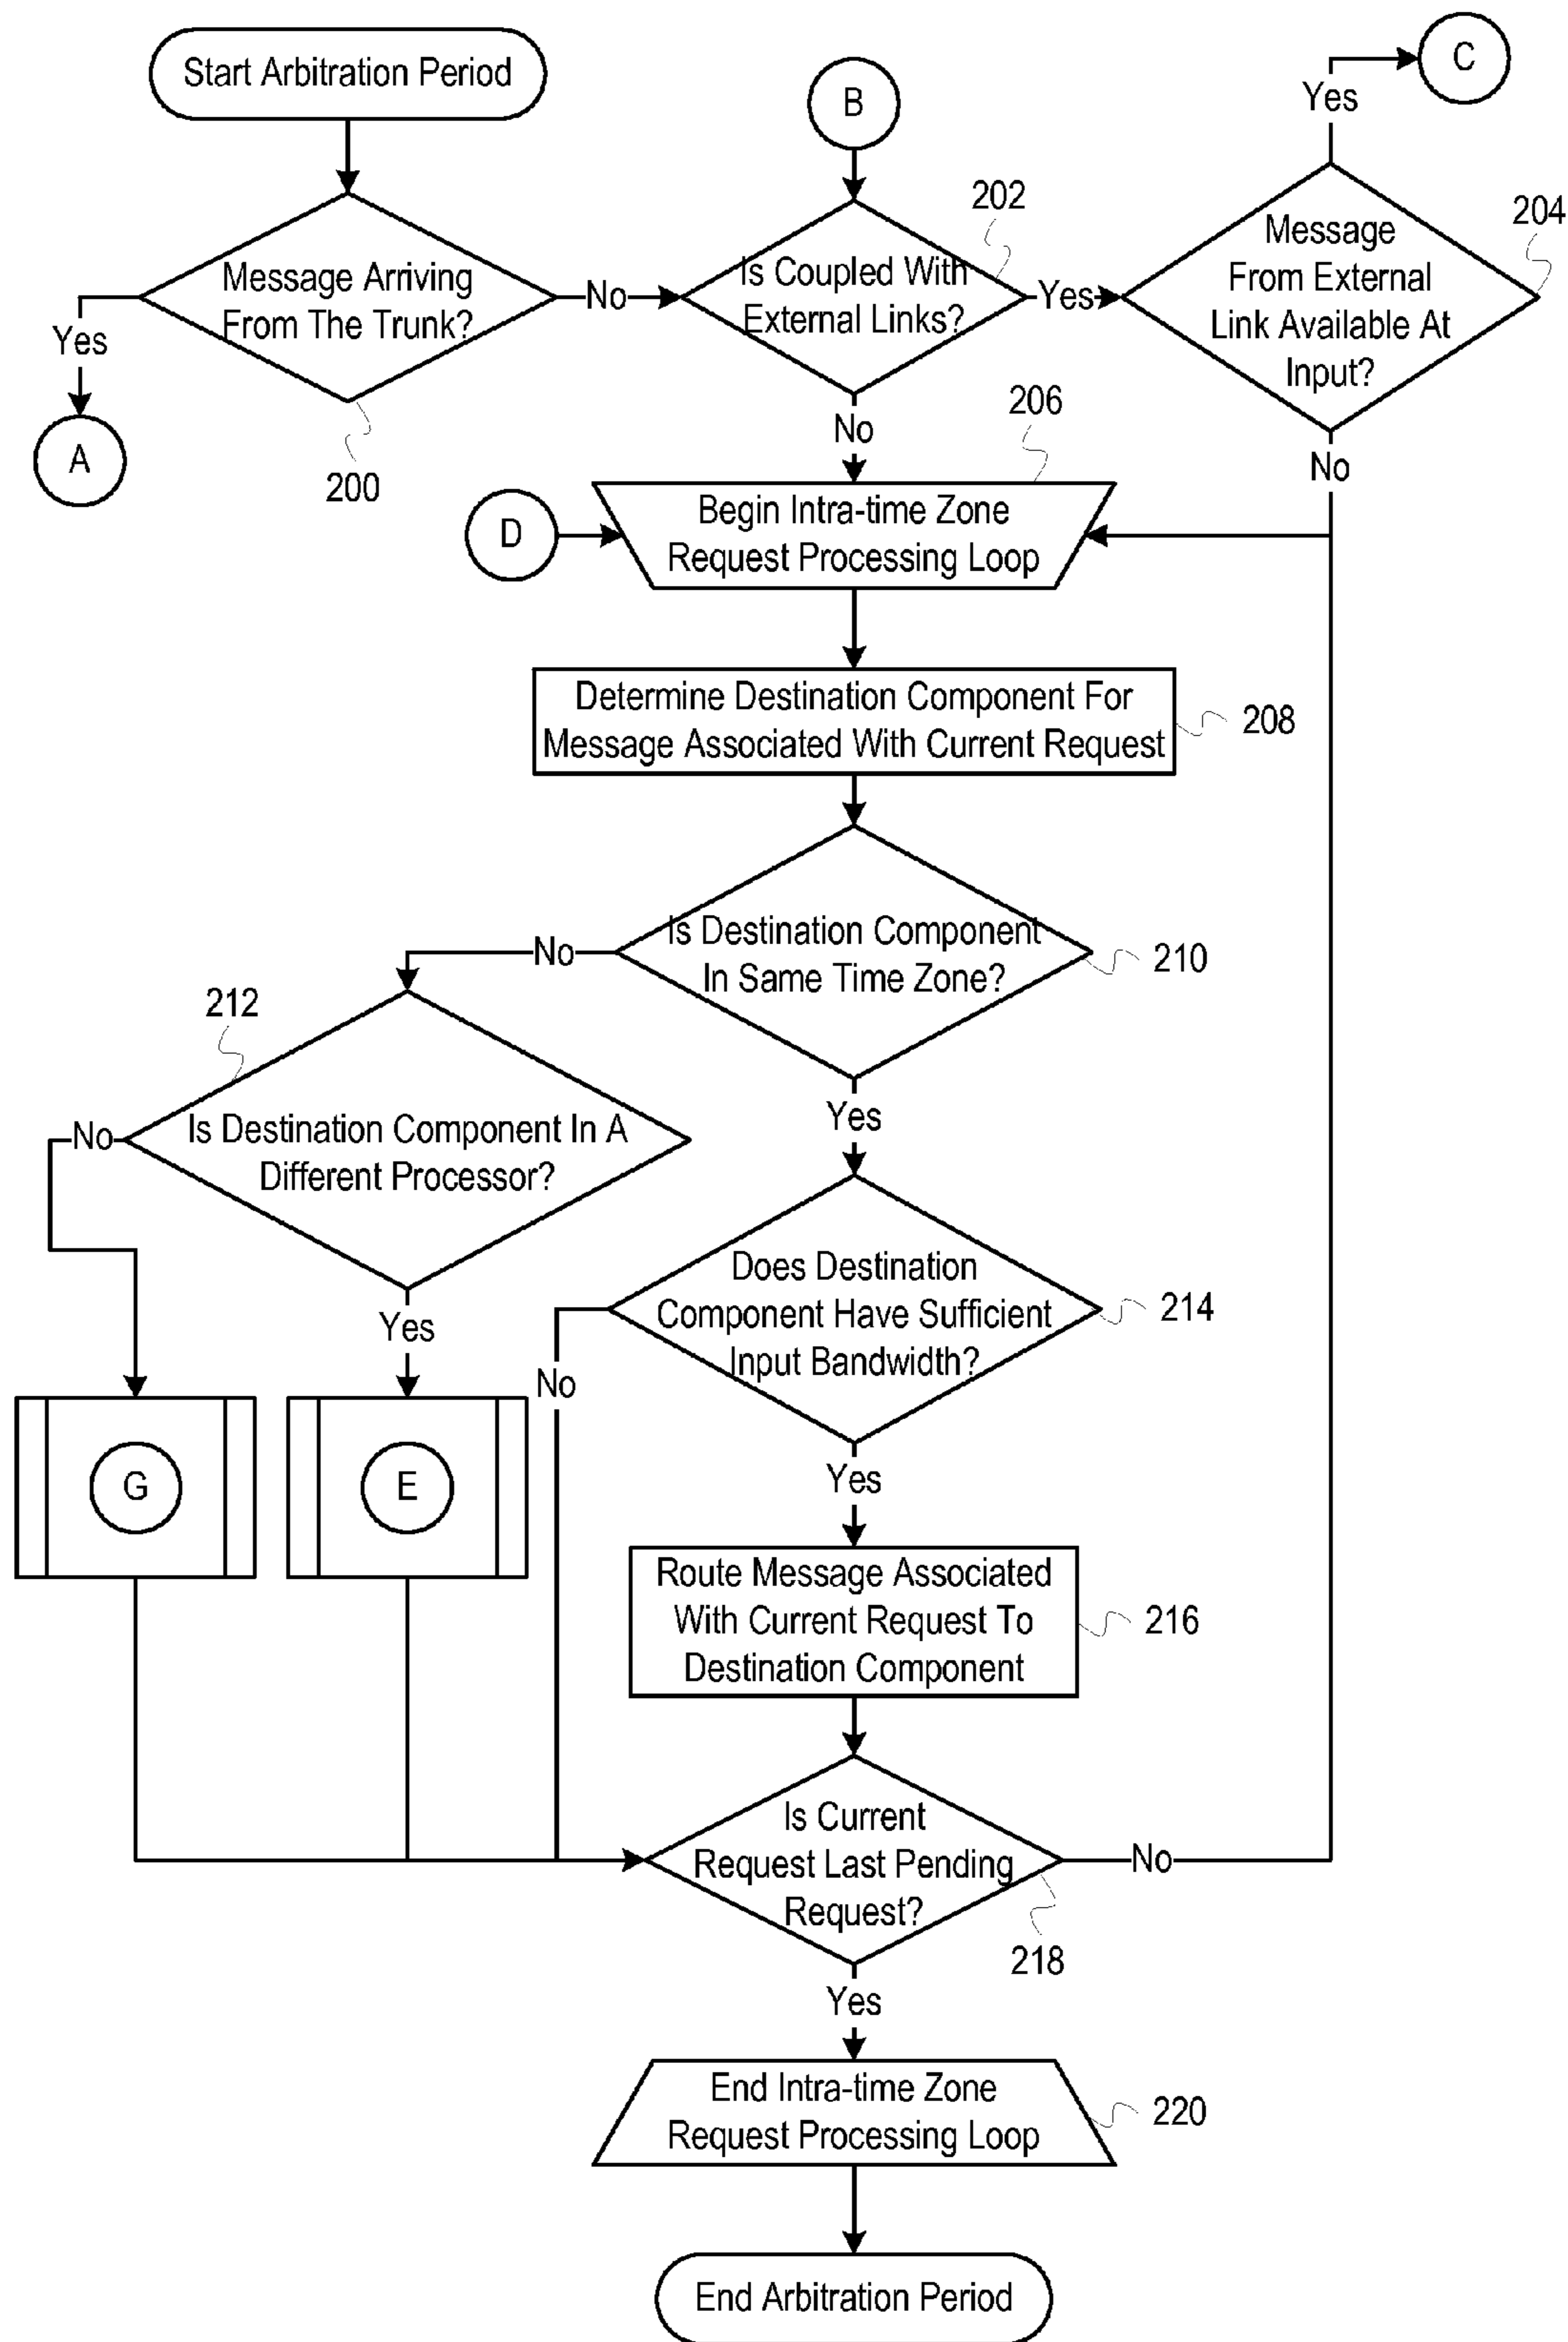 Start Arbitration Period
B
C
Yes
202
204
Message Arriving
From The Trunk?
No
Is Coupled With
External Links?
Yes
Message
From External
Link Available At
Input?
Yes
A
200
No
206
No
D
Begin Intra-time Zone
Request Processing Loop
Determine Destination Component For
Message Associated With Current Request
208
No
Is Destination Component
In Same Time Zone?
210
212
Yes
No
Is Destination Component In A
Different Processor?
Yes
Does Destination
Component Have Sufficient
Input Bandwidth?
214
No
G
E
Yes
Route Message Associated
With Current Request To
Destination Component
216
Is Current
Request Last Pending
Request?
No
218
Yes
End Intra-time Zone
Request Processing Loop
220
End Arbitration Period